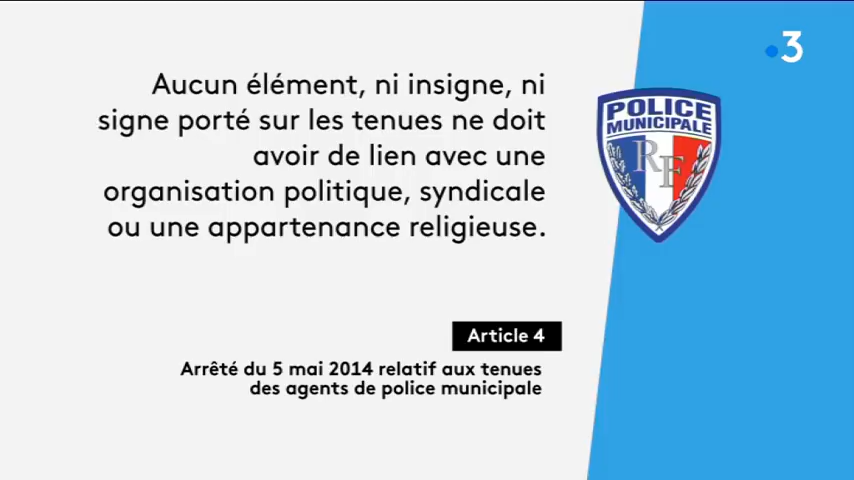 3
Aucun élément, ni insigne, ni
signe porté sur les tenues ne doit
avoir de lien avec une
organisation politique, syndicale
ou une appartenance religieuse.
POLICE
MUNICIPALE
RF
Article 4
Arrêté du 5 mai 2014 relatif aux tenues
des agents de police municipale